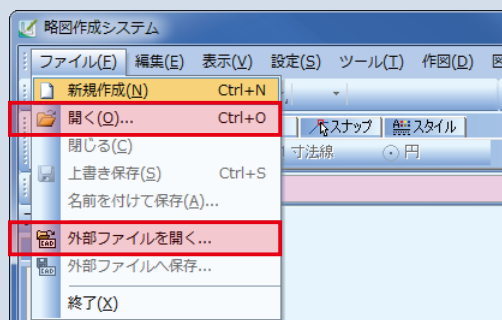 略図作成システム
ファイル(F) 編集(E) 表示(V) 設定(S) ツール(T) 作図(D)
新規作成(N) Ctrl+N
開く(O)... Ctrl+O
スナップ スタイル
閉じる(C)
寸法線 円
上書き保存(S) Ctrl+S
名前を付けて保存(A)...
外部ファイルを開く...
外部ファイルへ保存...
終了(X)